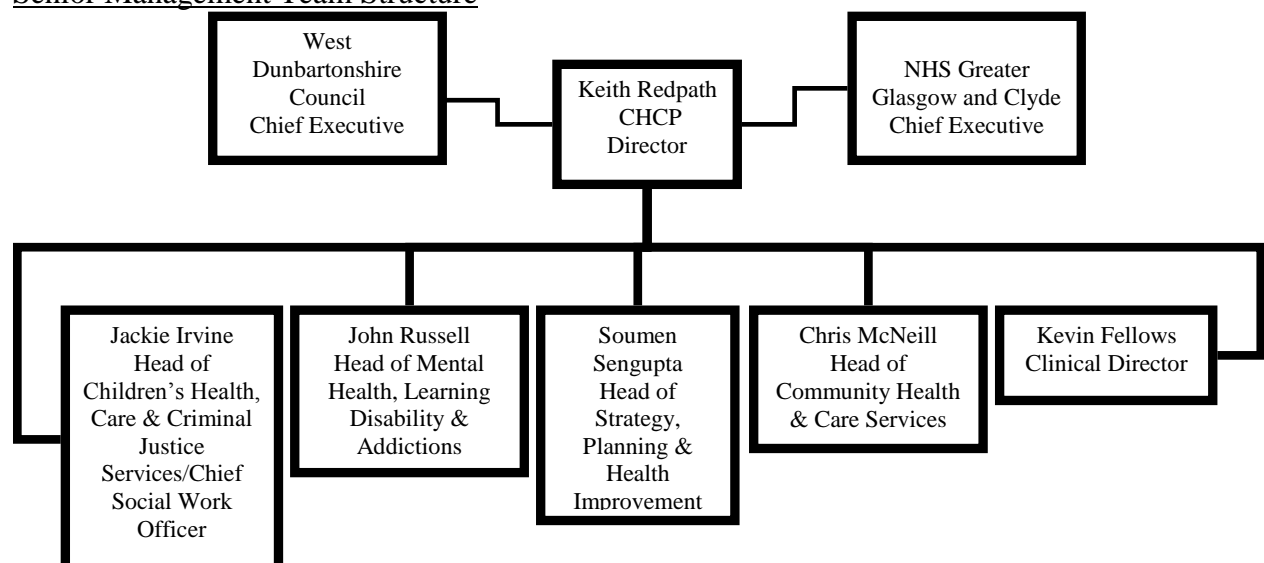 Senior Management Team Structure
West
Dunbartonshire
Council
Chief Executive
Keith Redpath
CHCP
Director
NHS Greater
Glasgow and Clyde
Chief Executive
Jackie Irvine
Head of
Children’s Health,
Care & Criminal
Justice
Services/Chief
Social Work
Officer
John Russell
Head of Mental
Health, Learning
Disability &
Addictions
Soumen
Sengupta
Head of
Strategy,
Planning &
Health
Improvement
Chris McNeill
Head of
Community Health
& Care Services
Kevin Fellows
Clinical Director